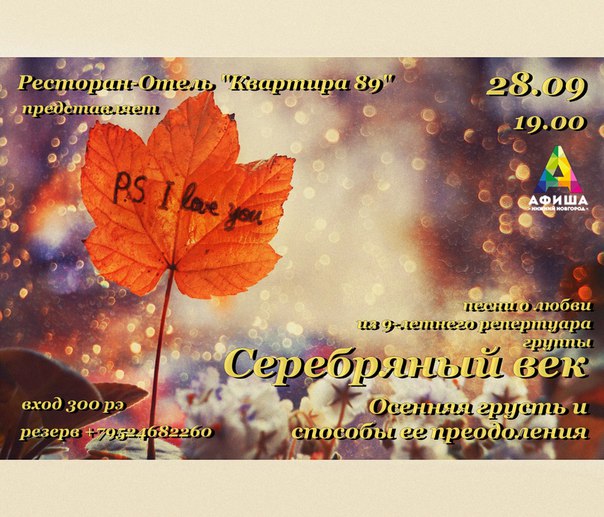 Ресторан-Отель "Квартира 89"
представляет
28.09
19.00
P.S I love you
АФИША
НИЖНИЙ НОВГОРОД
песни о любви
из 9-летнего репертуара
группы
Серебряный век
Осенняя грусть и
способы ее преодоления
вход 300 рэ
резерв +79524682260